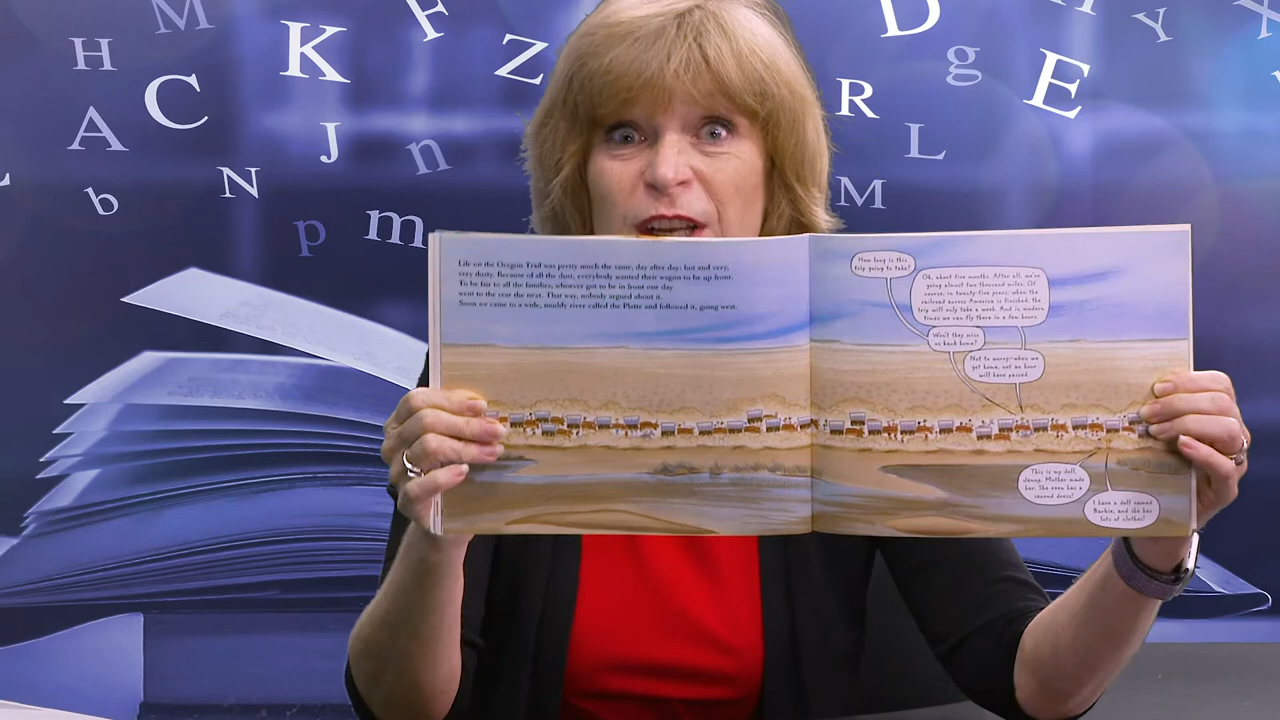 M
F
D
H
K
Z
g
Y
X
C
E
A
J
n
R
L
b
N
M
p
m
Life on the Oregon Trail was pretty much the same, day after day: hot and very,
very dusty. Because of all the dust, everybody wanted their wagon to be up front.
To be fair to all the families, whoever got to be in front one day
went to the rear the next. That way, nobody argued about it.
Soon we came to a wide, muddy river called the Platte and followed it, going west.
How long is this
trip going to take?
Oh, about five months. After all, we're
going almost two thousand miles. Of
course, in twenty-five years, when the
railroad across America is finished, the
trip will only take a week. And in modern
times we can fly there in a few hours.
Won't they miss
us back home?
Not to worry—when we
get home, not an hour
will have passed.
This is my doll,
Jenny. Mother made
her. She even has a
second dress!
I have a doll named
Barbie, and she has
lots of clothes!